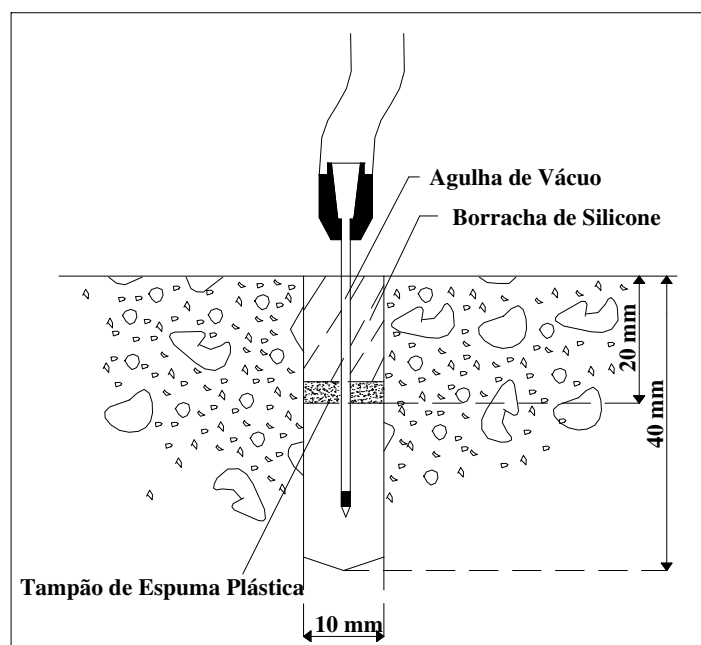 Agulha de Vácuo
Borracha de Silicone
20 mm
40 mm
Tampão de Espuma Plástica
10 mm